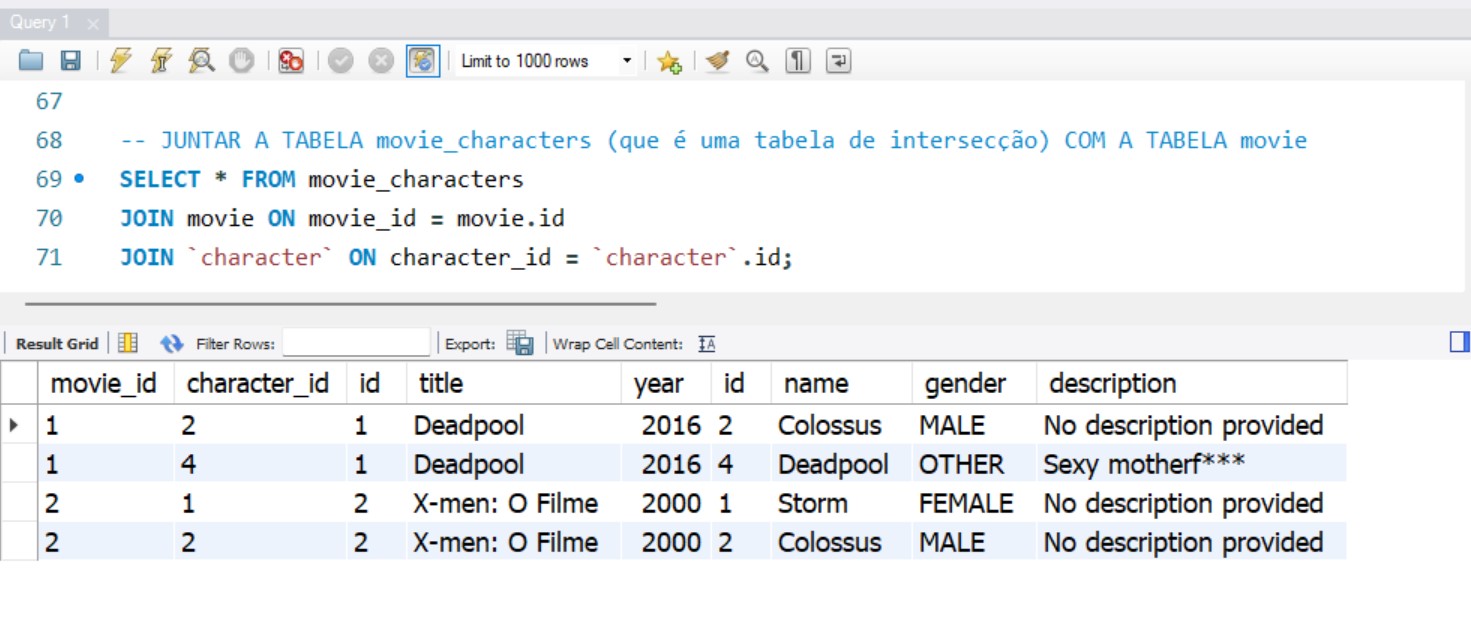 Query 1
Limit to 1000 rows
67
68 -- JUNTAR A TABELA movie_characters (que é uma tabela de intersecção) COM A TABELA movie
69 SELECT * FROM movie_characters
70 JOIN movie ON movie_id = movie.id
71 JOIN `character` ON character_id = `character`.id;
Result Grid Filter Rows: Export: Wrap Cell Content:
movie_id character_id id title year id name gender description
1 2 1 Deadpool 2016 2 Colossus MALE No description provided
1 4 1 Deadpool 2016 4 Deadpool OTHER Sexy motherf***
2 1 2 X-men: O Filme 2000 1 Storm FEMALE No description provided
2 2 2 X-men: O Filme 2000 2 Colossus MALE No description provided